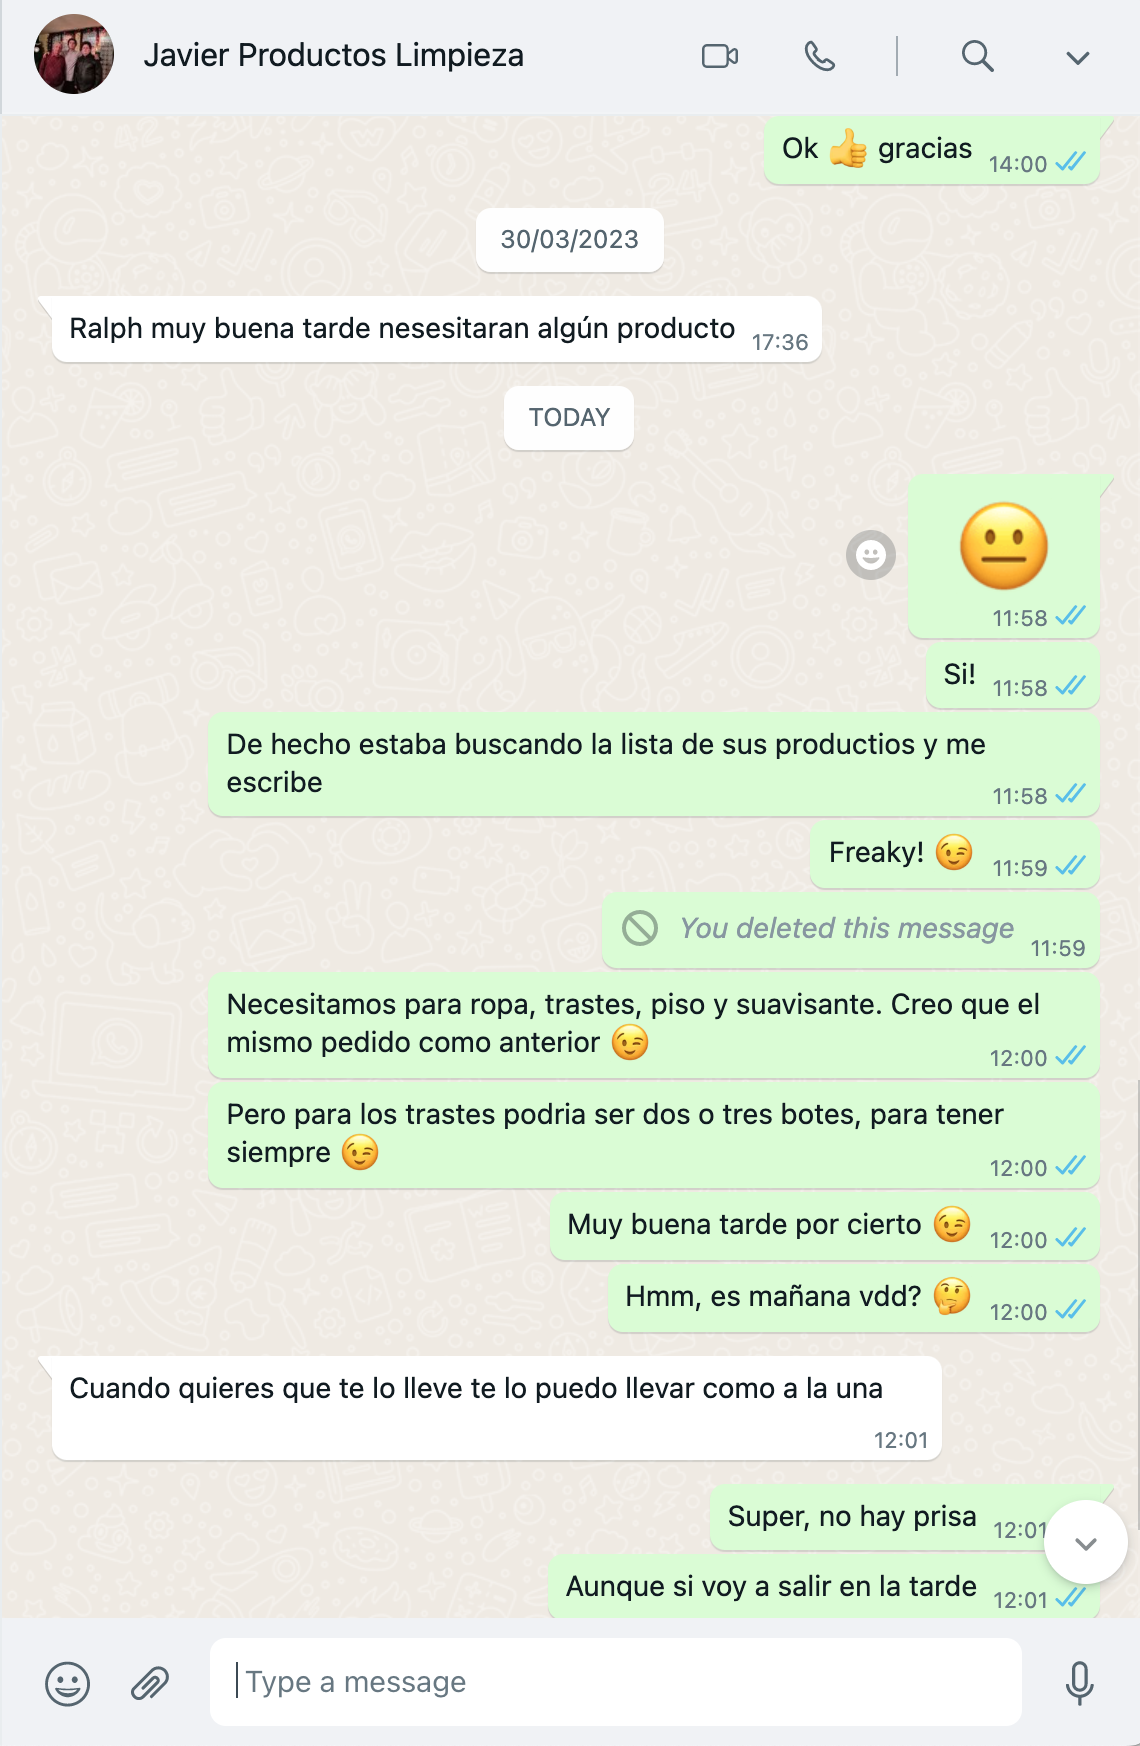 Javier Productos Limpieza
Ok 👍 gracias 14:00
30/03/2023
Ralph muy buena tarde nesesitaran algún producto 17:36
TODAY
😐
11:58
Si! 11:58
De hecho estaba buscando la lista de sus productios y me
escribe 11:58
Freaky! 😉 11:59
You deleted this message 11:59
Necesitamos para ropa, trastes, piso y suavisante. Creo que el
mismo pedido como anterior 😉 12:00
Pero para los trastes podria ser dos o tres botes, para tener
siempre 😉 12:00
Muy buena tarde por cierto 😉 12:00
Hmm, es mañana vdd? 🤔 12:00
Cuando quieres que te lo lleve te lo puedo llevar como a la una
12:01
Super, no hay prisa 12:01
Aunque si voy a salir en la tarde 12:01
Type a message